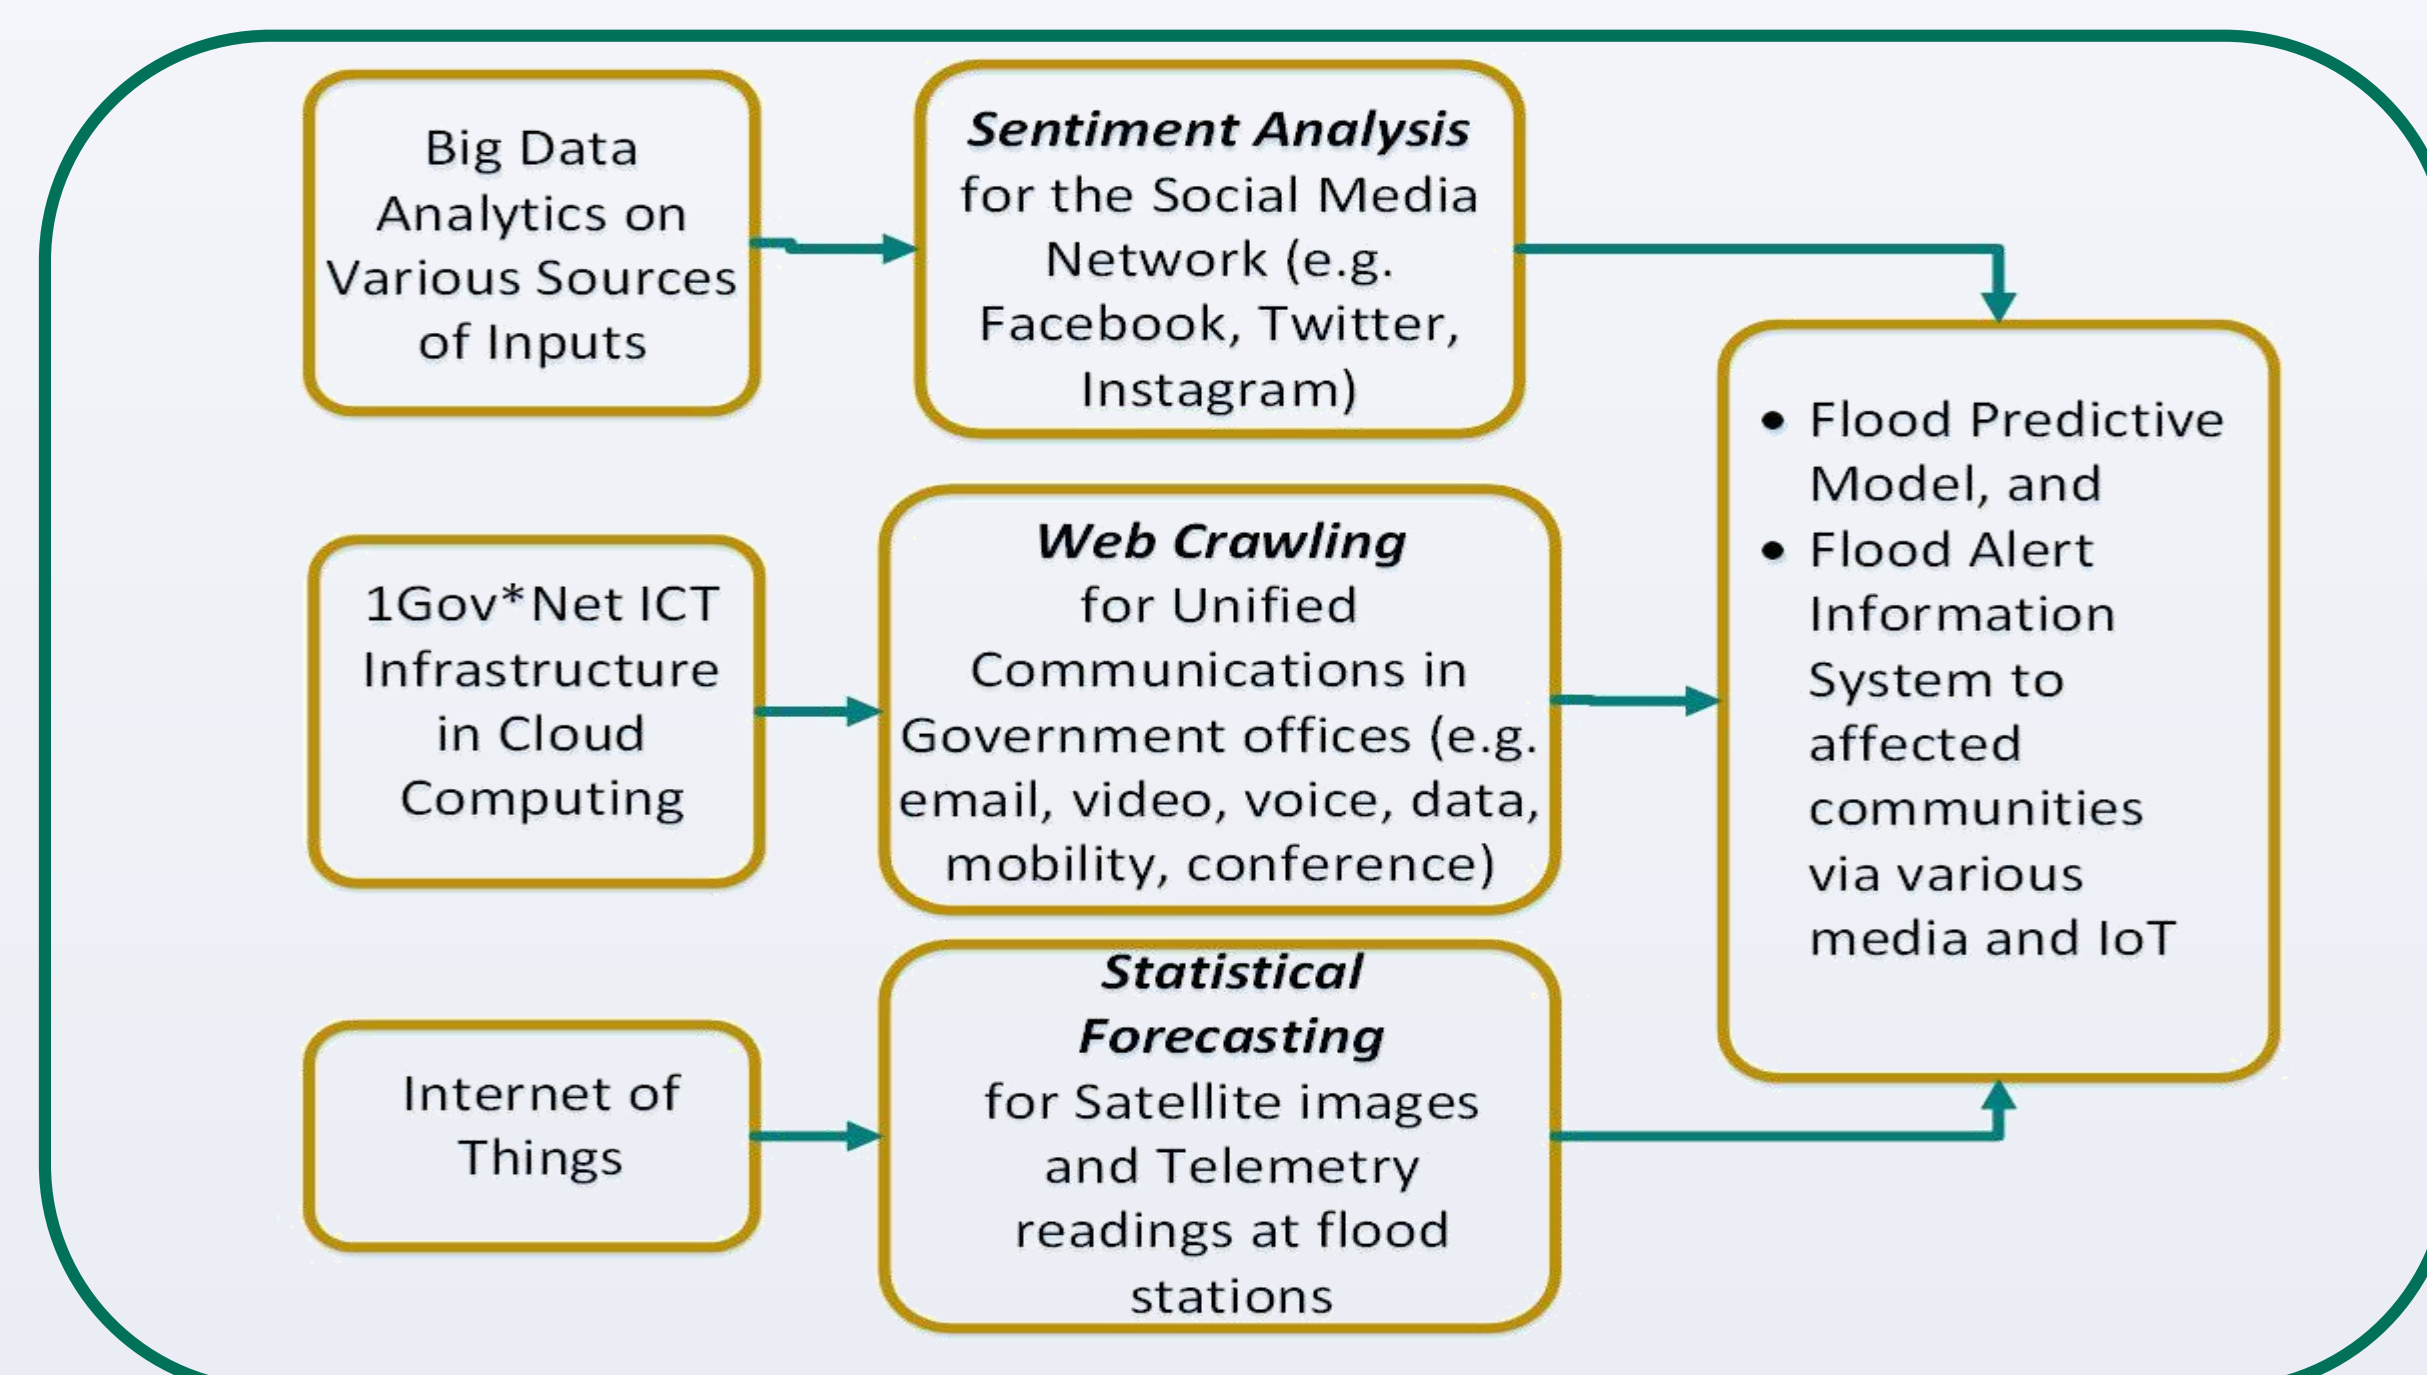 Big Data
Analytics on
Various Sources
of Inputs
Sentiment Analysis
for the Social Media
Network (e.g.
Facebook, Twitter,
Instagram)
1Gov*Net ICT
Infrastructure
in Cloud
Computing
Web Crawling
for Unified
Communications in
Government offices (e.g.
email, video, voice, data,
mobility, conference)
Internet of
Things
Statistical
Forecasting
for Satellite images
and Telemetry
readings at flood
stations
• Flood Predictive
Model, and
• Flood Alert
Information
System to
affected
communities
via various
media and IoT